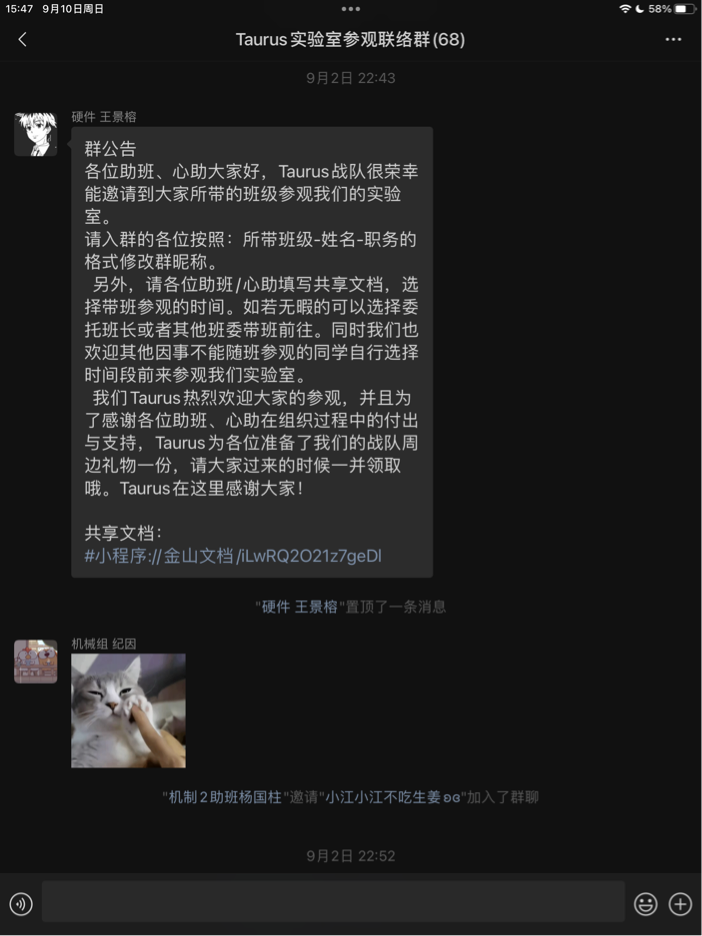 15:47 9月10日周日
58%
Taurus实验室参观联络群(68)
9月2日 22:43
硬件 王景榕
群公告
各位助班、心助大家好，Taurus战队很荣幸
能邀请到大家所带的班级参观我们的实验
室。
请入群的各位按照：所带班级-姓名-职务的
格式修改群昵称。
另外，请各位助班/心助填写共享文档，选
择带班参观的时间。如若无暇的可以选择委
托班长或者其他班委带班前往。同时我们也
欢迎其他因事不能随班参观的同学自行选择
时间段前来参观我们实验室。
我们Taurus热烈欢迎大家的参观，并且为
了感谢各位助班、心助在组织过程中的付出
与支持，Taurus为各位准备了我们的战队周
边礼物一份，请大家过来的时候一并领取
哦。Taurus在这里感谢大家！
共享文档：
#小程序://金山文档/iLwRQ2O21z7geDl
"硬件 王景榕"置顶了一条消息
机械组 纪因
"机制2助班杨国柱"邀请"小江小江不吃生姜ʚɞ"加入了群聊
9月2日 22:52